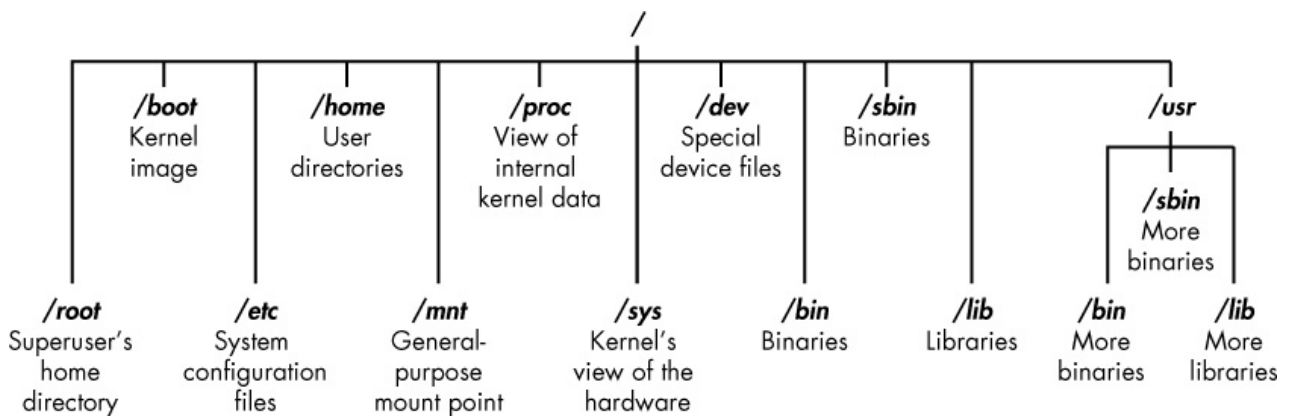 /
/boot
Kernel
image
/home
User
directories
/proc
View of
internal
kernel data
/dev
Special
device files
/sbin
Binaries
/usr
/sbin
More
binaries
/root
Superuser's
home
directory
/etc
System
configuration
files
/mnt
General-
purpose
mount point
/sys
Kernel's
view of the
hardware
/bin
Binaries
/lib
Libraries
/bin
More
binaries
/lib
More
libraries